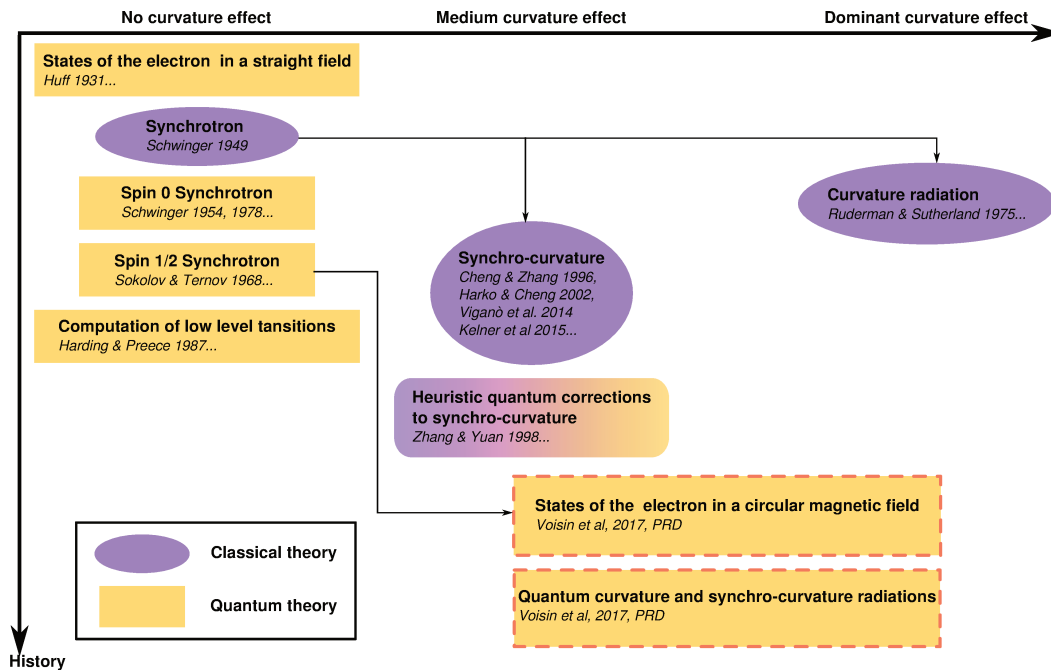 No curvature effect
Medium curvature effect
Dominant curvature effect
States of the electron in a straight field
Huff 1931...
Synchrotron
Schwinger 1949
Spin 0 Synchrotron
Schwinger 1954, 1978...
Curvature radiation
Ruderman & Sutherland 1975...
Spin 1/2 Synchrotron
Sokolov & Ternov 1968...
Synchro-curvature
Cheng & Zhang 1996,
Harko & Cheng 2002,
Viganò et al. 2014
Kelner et al 2015...
Computation of low level tansitions
Harding & Preece 1987...
Heuristic quantum corrections
to synchro-curvature
Zhang & Yuan 1998...
States of the electron in a circular magnetic field
Voisin et al, 2017, PRD
Quantum curvature and synchro-curvature radiations
Voisin et al, 2017, PRD
Classical theory
Quantum theory
History